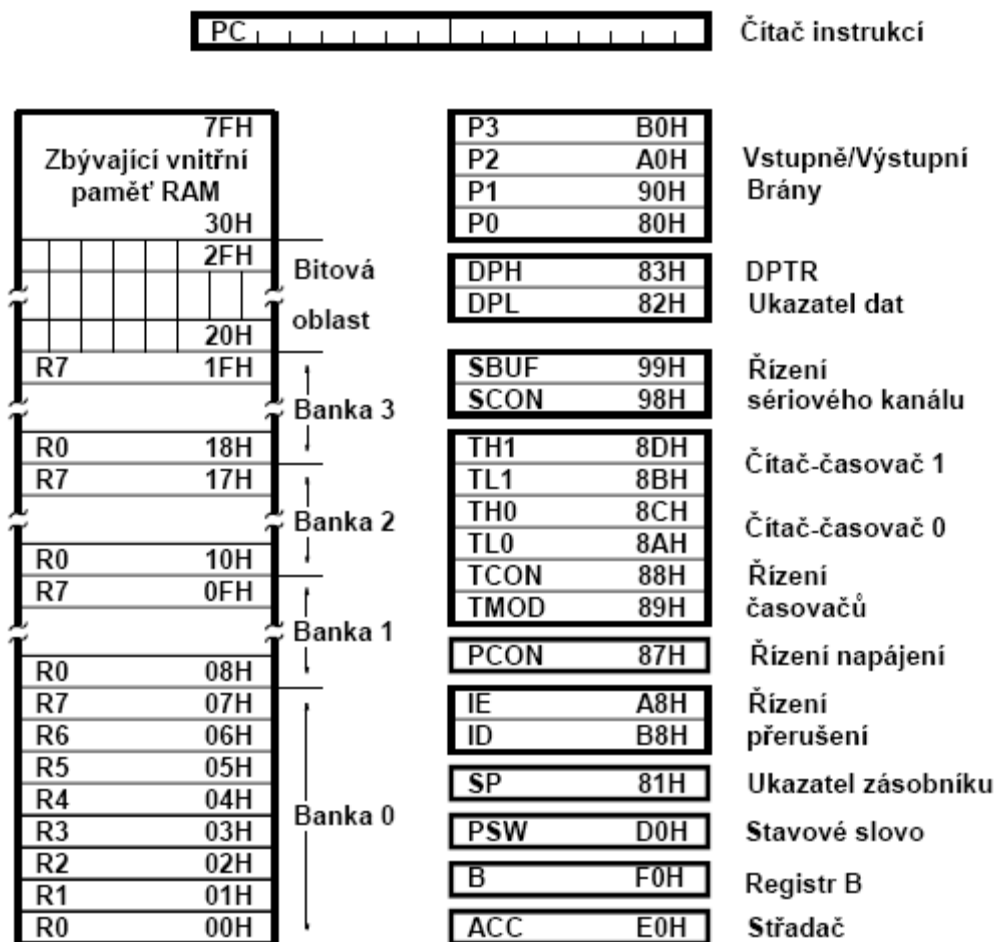 PC
Čítač instrukcí
7FH
Zbývající vnitřní
paměť RAM
30H
2FH
20H
Bitová
oblast
R7 1FH
R0 18H
Banka 3
R7 17H
R0 10H
Banka 2
R7 0FH
R0 08H
Banka 1
R7 07H
R6 06H
R5 05H
R4 04H
R3 03H
R2 02H
R1 01H
R0 00H
Banka 0
P3 B0H
P2 A0H
P1 90H
P0 80H
Vstupně/Výstupní
Brány
DPH 83H
DPL 82H
DPTR
Ukazatel dat
SBUF 99H
SCON 98H
Řízení
sériového kanálu
TH1 8DH
TL1 8BH
Čítač-časovač 1
TH0 8CH
TL0 8AH
Čítač-časovač 0
TCON 88H
TMOD 89H
Řízení
časovačů
PCON 87H
Řízení napájení
IE A8H
ID B8H
Řízení
přerušení
SP 81H
Ukazatel zásobníku
PSW D0H
Stavové slovo
B F0H
Registr B
ACC E0H
Střadač